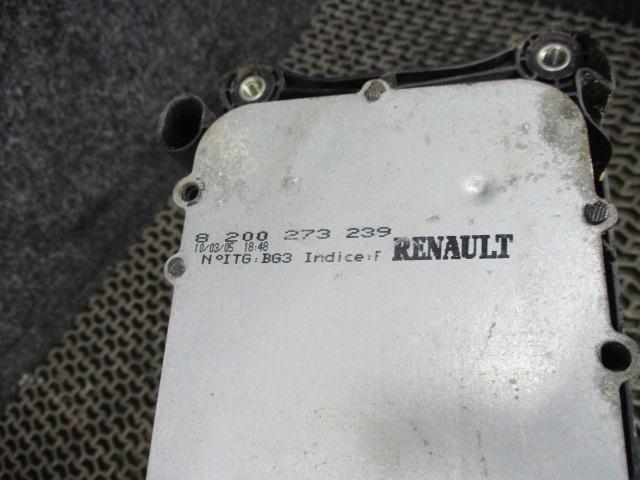 8 200 273 239
10/03/05 18:48
N°ITG:BG3 Indice:F RENAULT